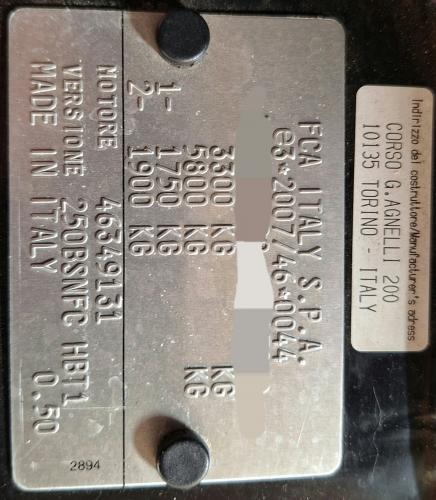 Indirizzo del costruttore/Manufacturer's adress
CORSO G.AGNELLI 200
10135 TORINO - ITALY
FCA ITALY S.P.A.
e3*2007/46*0044
3300 KG KG
5800 KG KG
1- 1750 KG
2- 1900 KG
MOTORE 46349131
VERSIONE 250BSNFC HBT1
MADE IN ITALY 0.50
2894